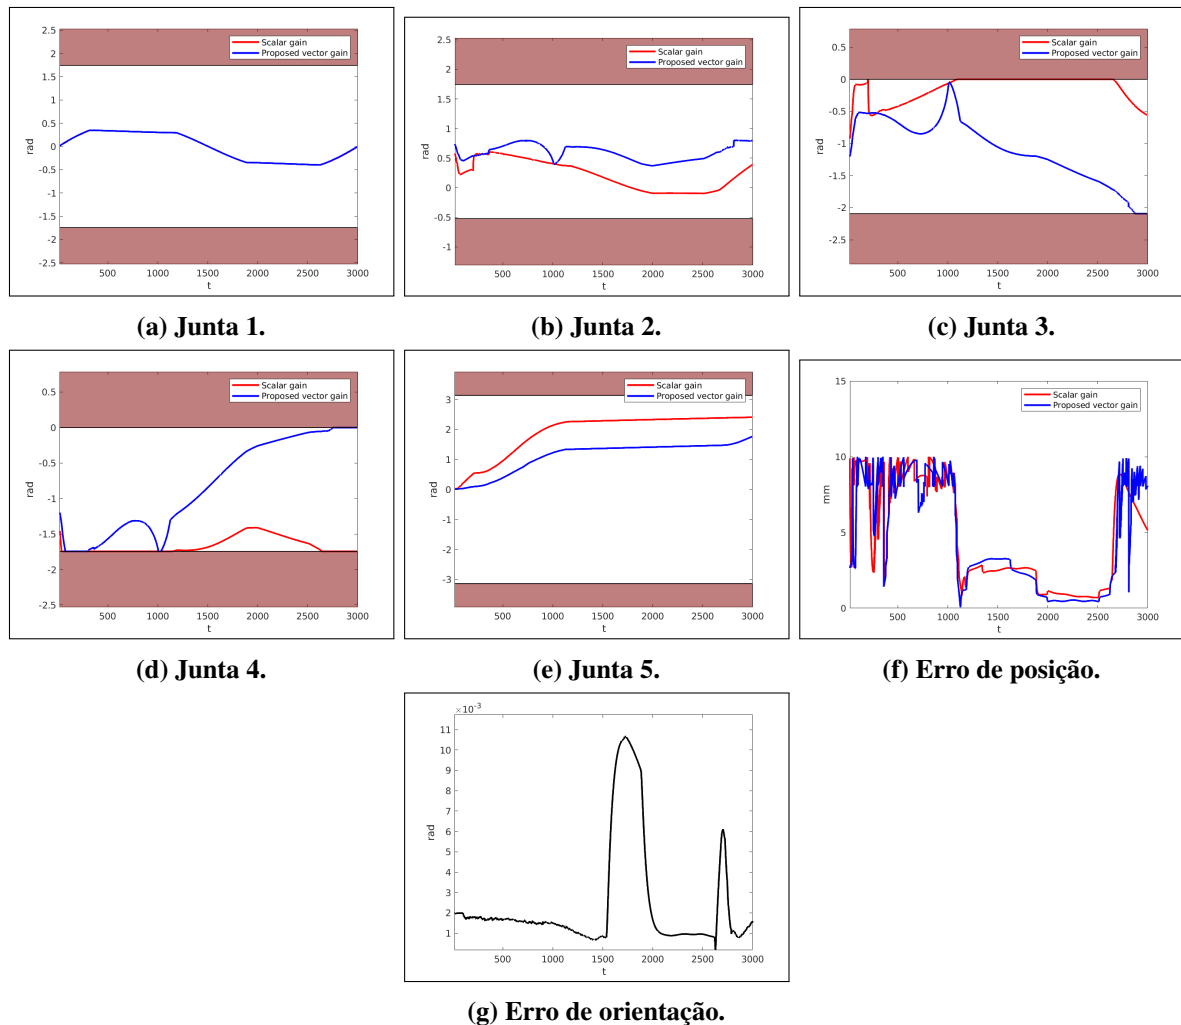 2.5
2
1.5
1
0.5
0
-0.5
-1
-1.5
-2
-2.5
rad
500 1000 1500 2000 2500 3000
t
Scalar gain
Proposed vector gain
(a) Junta 1.
2.5
2
1.5
1
0.5
0
-0.5
-1
rad
500 1000 1500 2000 2500 3000
t
Scalar gain
Proposed vector gain
(b) Junta 2.
0.5
0
-0.5
-1
-1.5
-2
-2.5
rad
500 1000 1500 2000 2500 3000
t
Scalar gain
Proposed vector gain
(c) Junta 3.
0.5
0
-0.5
-1
-1.5
-2
-2.5
rad
500 1000 1500 2000 2500 3000
t
Scalar gain
Proposed vector gain
(d) Junta 4.
3
2
1
0
-1
-2
-3
rad
500 1000 1500 2000 2500 3000
t
Scalar gain
Proposed vector gain
(e) Junta 5.
15
10
5
0
mm
500 1000 1500 2000 2500 3000
t
Scalar gain
Proposed vector gain
(f) Erro de posição.
×10⁻³
11
10
9
8
7
6
5
4
3
2
1
rad
500 1000 1500 2000 2500 3000
t
(g) Erro de orientação.